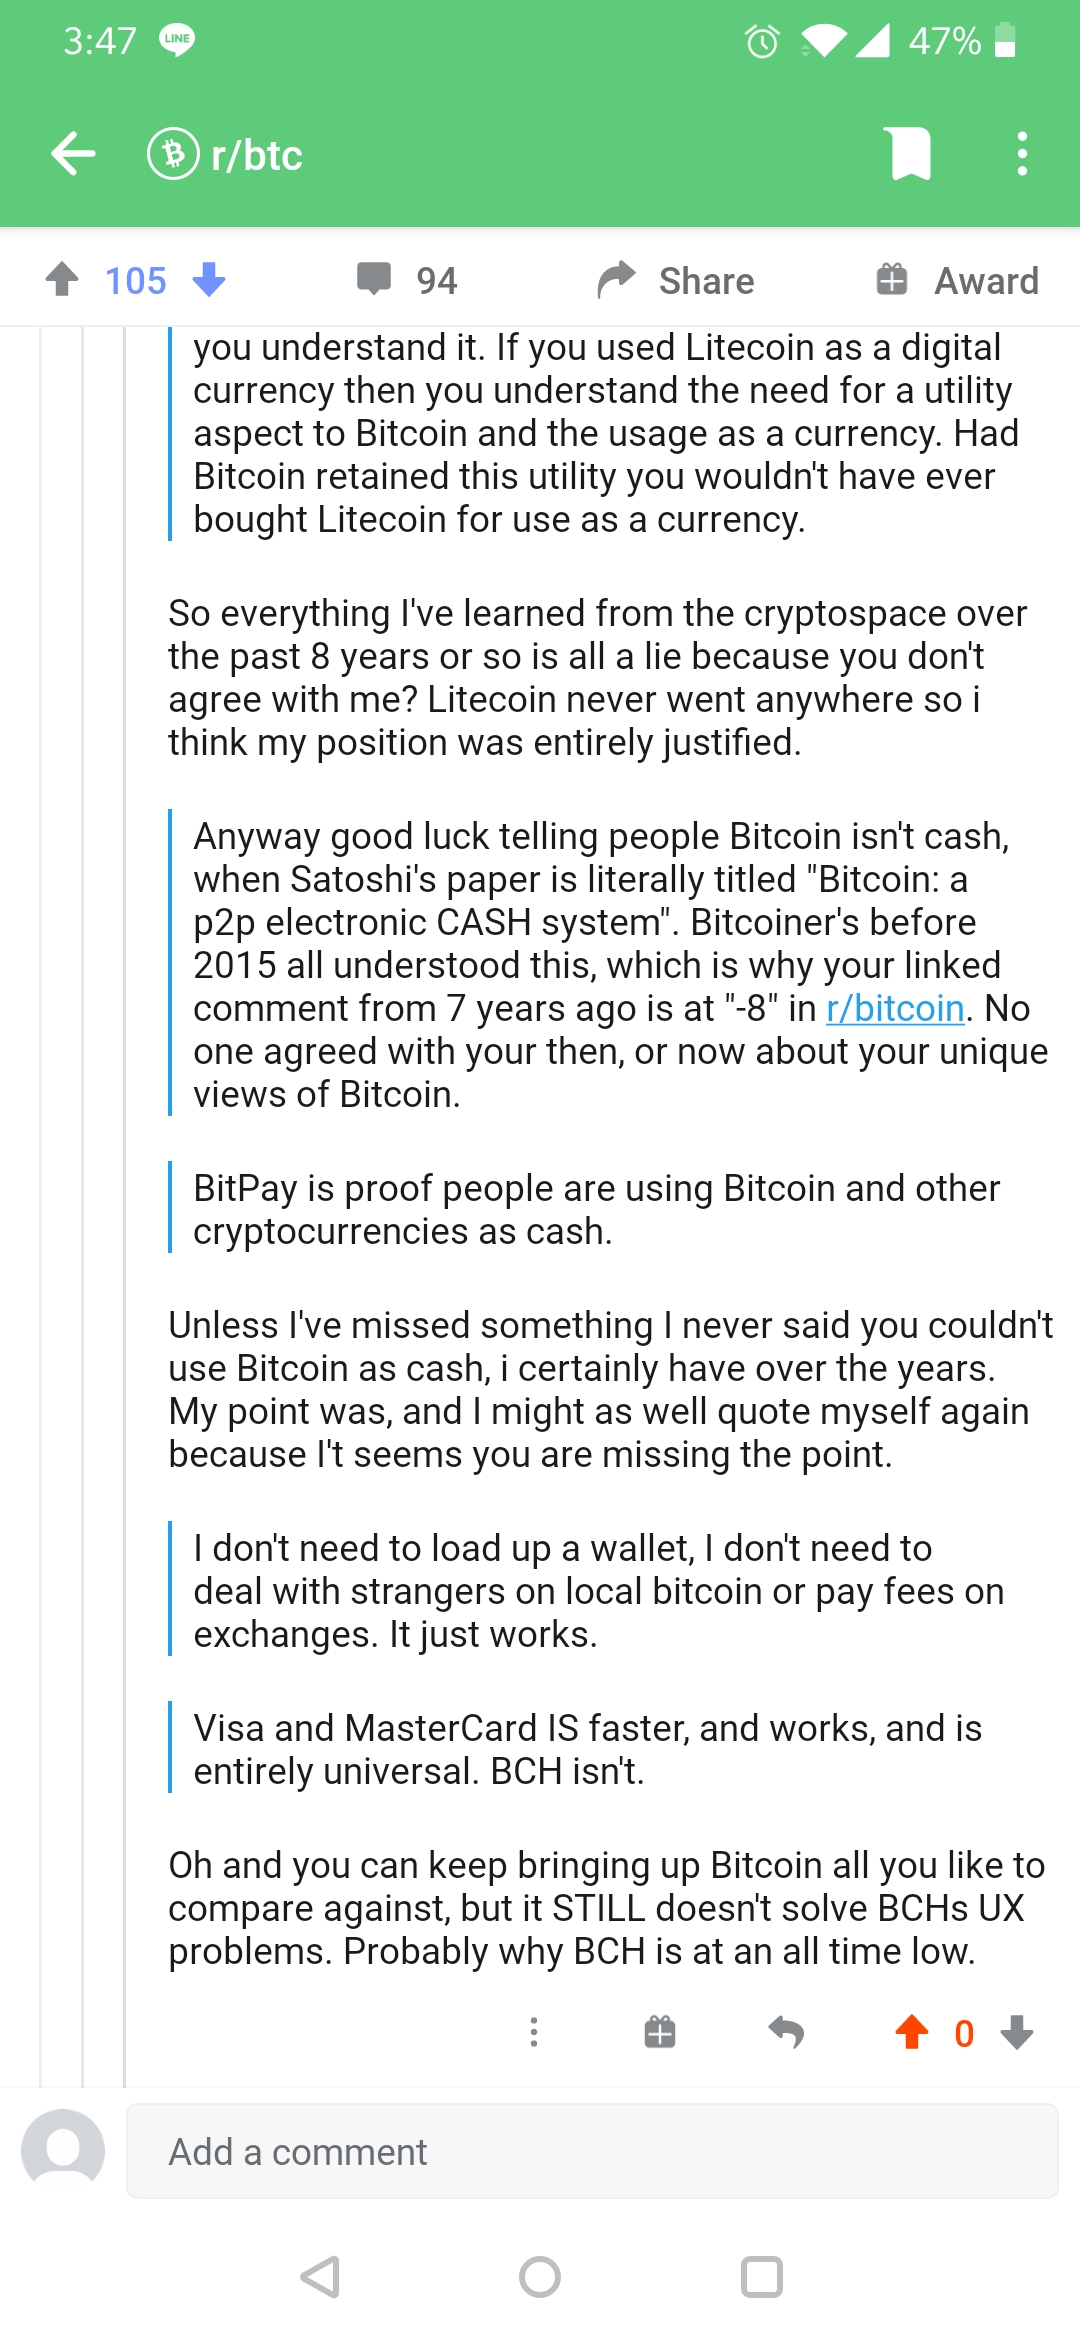 3:47 LINE 47%
r/btc
105 94 Share Award
you understand it. If you used Litecoin as a digital
currency then you understand the need for a utility
aspect to Bitcoin and the usage as a currency. Had
Bitcoin retained this utility you wouldn't have ever
bought Litecoin for use as a currency.
So everything I've learned from the cryptospace over
the past 8 years or so is all a lie because you don't
agree with me? Litecoin never went anywhere so i
think my position was entirely justified.
Anyway good luck telling people Bitcoin isn't cash,
when Satoshi's paper is literally titled "Bitcoin: a
p2p electronic CASH system". Bitcoiner's before
2015 all understood this, which is why your linked
comment from 7 years ago is at "-8" in r/bitcoin. No
one agreed with your then, or now about your unique
views of Bitcoin.
BitPay is proof people are using Bitcoin and other
cryptocurrencies as cash.
Unless I've missed something I never said you couldn't
use Bitcoin as cash, i certainly have over the years.
My point was, and I might as well quote myself again
because I't seems you are missing the point.
I don't need to load up a wallet, I don't need to
deal with strangers on local bitcoin or pay fees on
exchanges. It just works.
Visa and MasterCard IS faster, and works, and is
entirely universal. BCH isn't.
Oh and you can keep bringing up Bitcoin all you like to
compare against, but it STILL doesn't solve BCHs UX
problems. Probably why BCH is at an all time low.
0
Add a comment